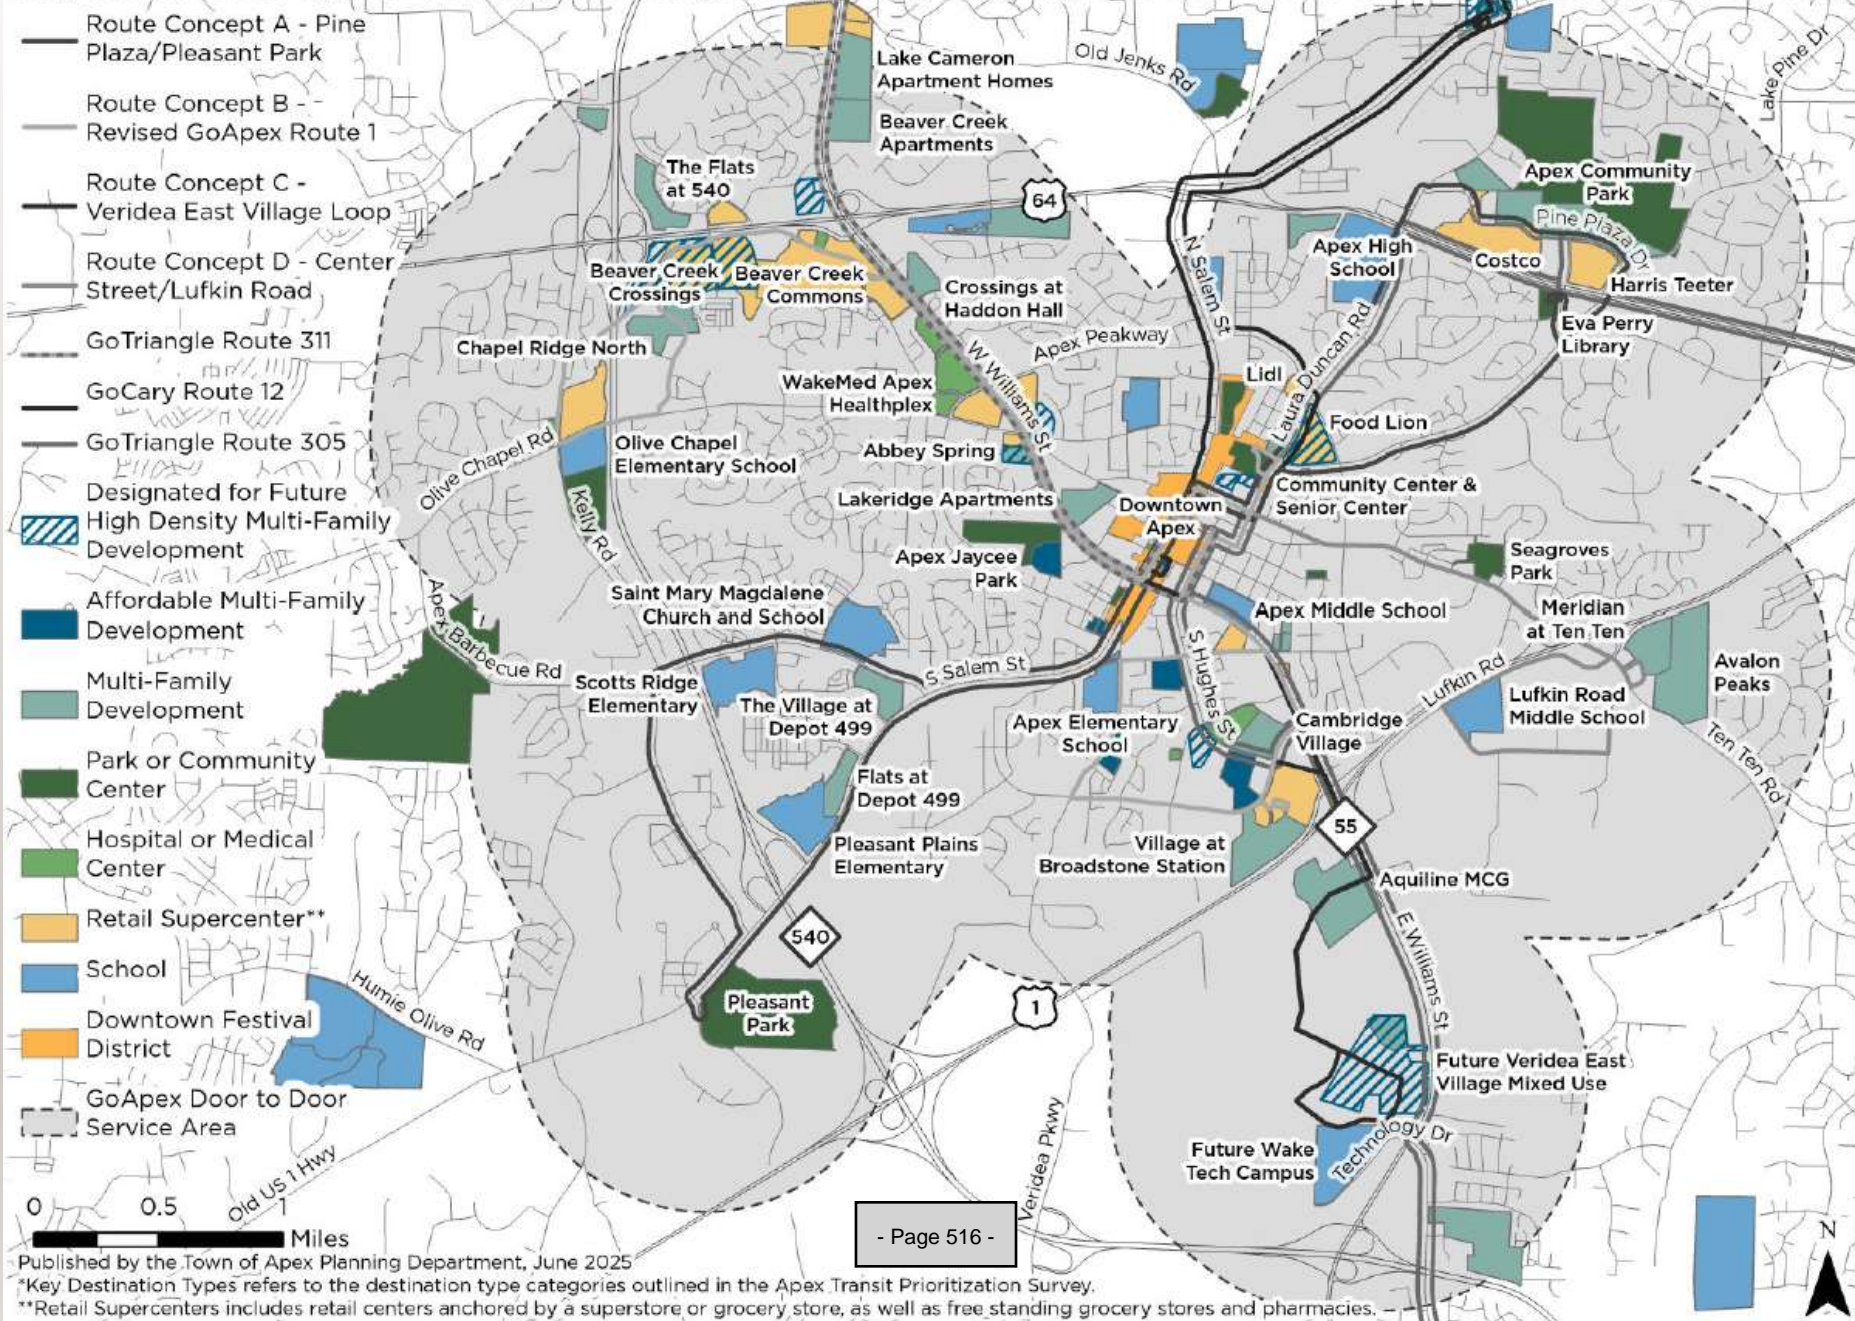 Route Concept A - Pine
Plaza/Pleasant Park
Route Concept B -
Revised GoApex Route 1
Route Concept C -
Veridea East Village Loop
Route Concept D - Center
Street/Lufkin Road
GoTriangle Route 311
GoCary Route 12
GoTriangle Route 305
Designated for Future
High Density Multi-Family
Development
Affordable Multi-Family
Development
Multi-Family
Development
Park or Community
Center
Hospital or Medical
Center
Retail Supercenter**
School
Downtown Festival
District
GoApex Door to Door
Service Area
Lake Cameron
Apartment Homes
Beaver Creek
Apartments
Old Jenks Rd
Lake Pine Dr
The Flats
at 540
64
Apex Community
Park
Pine Plaza Dr
Apex High
School
Costco
Harris Teeter
N Salem St
Beaver Creek
Crossings
Beaver Creek
Commons
Crossings at
Haddon Hall
Eva Perry
Library
Chapel Ridge North
Apex Peakway
W Williams St
Laura Duncan Rd
Lidl
WakeMed Apex
Healthplex
Food Lion
Olive Chapel Rd
Olive Chapel
Elementary School
Abbey Spring
Kelly Rd
Lakeridge Apartments
Downtown
Apex
Community Center &
Senior Center
Apex Jaycee
Park
Seagroves
Park
Apex Barbecue Rd
Saint Mary Magdalene
Church and School
Apex Middle School
Meridian
at Ten Ten
Scotts Ridge
Elementary
S Salem St
S Hughes St
Lufkin Rd
Avalon
Peaks
The Village at
Depot 499
Apex Elementary
School
Cambridge
Village
Lufkin Road
Middle School
Ten Ten Rd
Flats at
Depot 499
55
Pleasant Plains
Elementary
Village at
Broadstone Station
Aquiline MCG
540
E Williams St
Humie Olive Rd
Pleasant
Park
1
Future Veridea East
Village Mixed Use
Technology Dr
Future Wake
Tech Campus
Veridea Pkwy
Old US 1 Hwy
0 0.5 1
Miles
- Page 516 -
N
Published by the Town of Apex Planning Department, June 2025
*Key Destination Types refers to the destination type categories outlined in the Apex Transit Prioritization Survey.
**Retail Supercenters includes retail centers anchored by a superstore or grocery store, as well as free standing grocery stores and pharmacies.